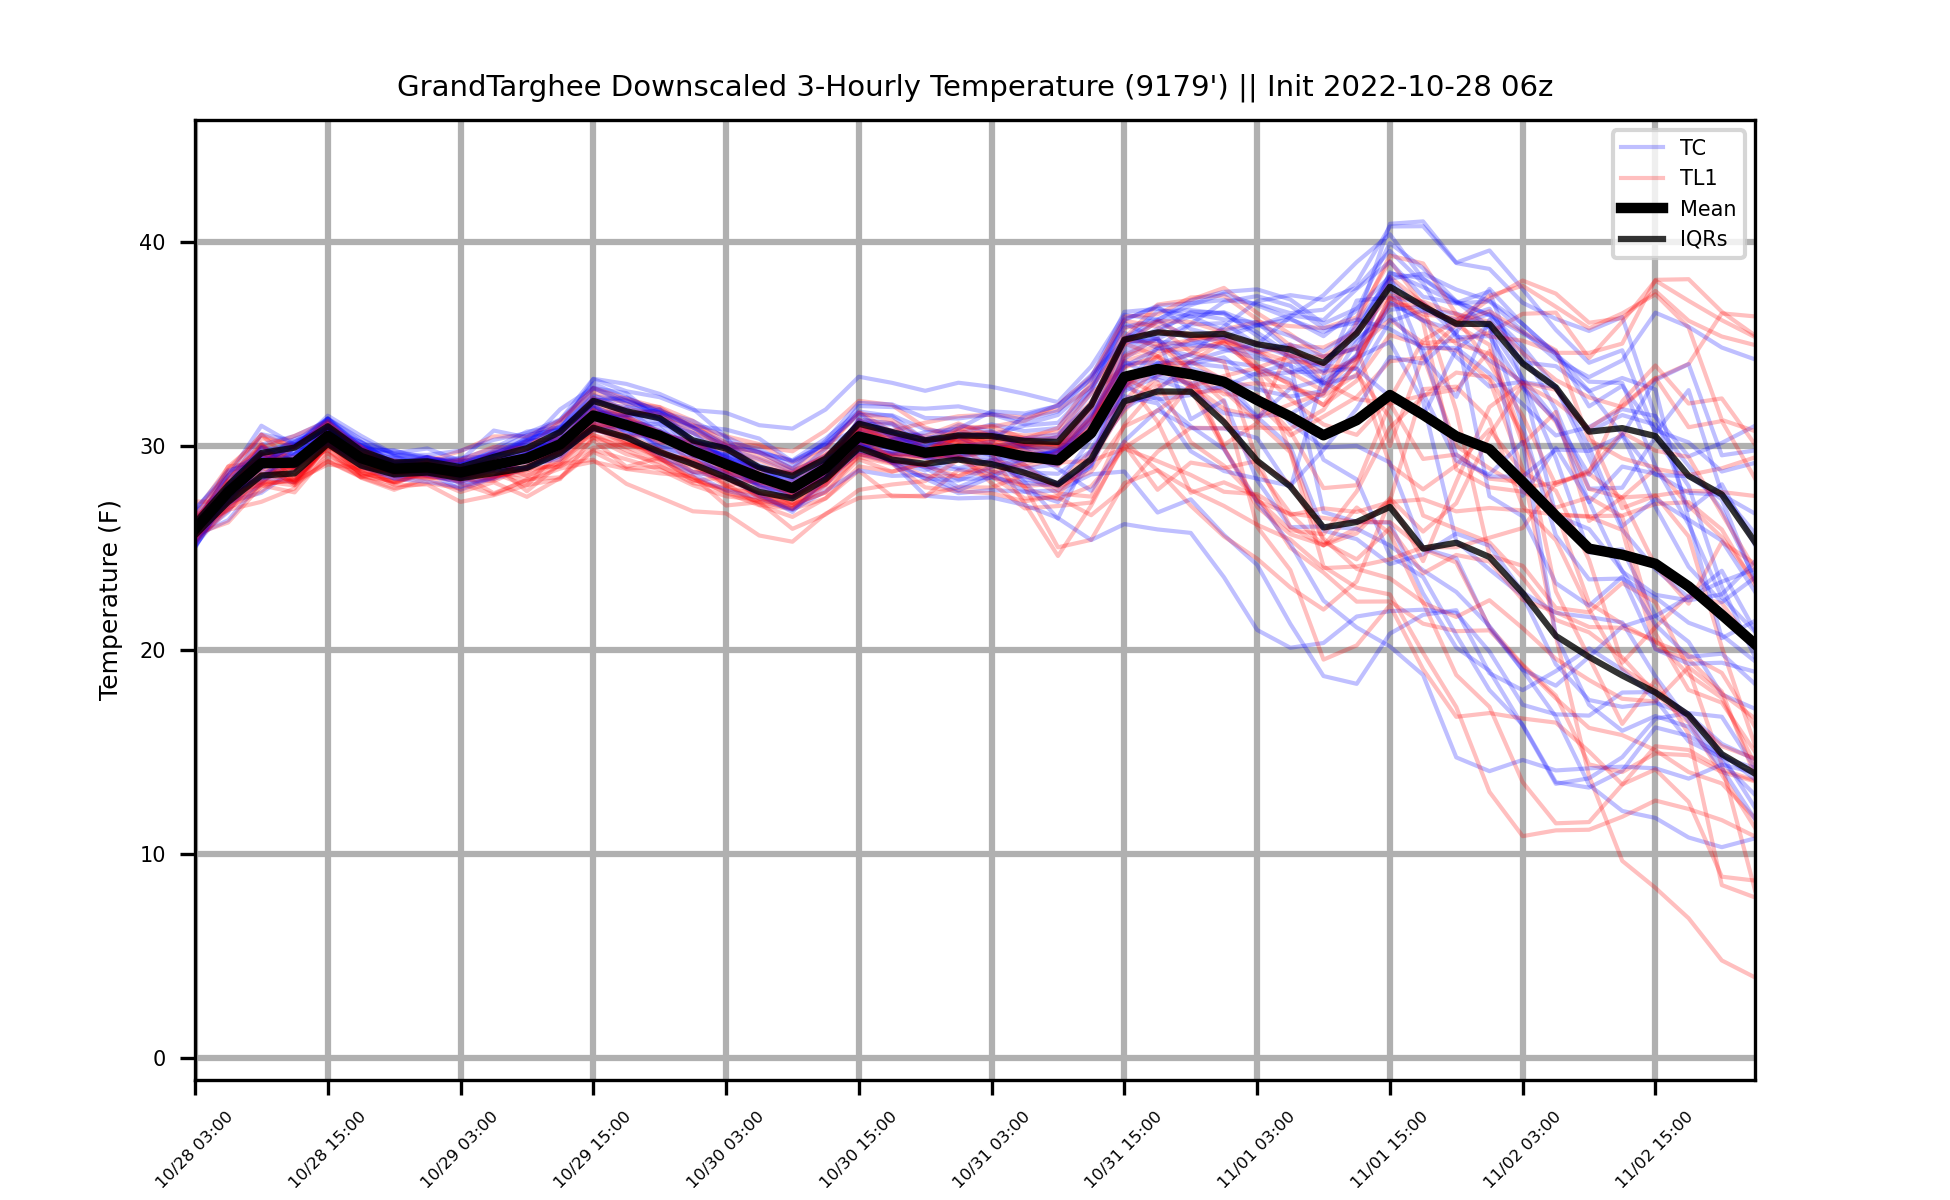 GrandTarghee Downscaled 3-Hourly Temperature (9179') || Init 2022-10-28 06z
TC
TL1
Mean
IQRs
Temperature (F)
40
30
20
10
0
10/28 03:00
10/28 15:00
10/29 03:00
10/29 15:00
10/30 03:00
10/30 15:00
10/31 03:00
10/31 15:00
11/01 03:00
11/01 15:00
11/02 03:00
11/02 15:00